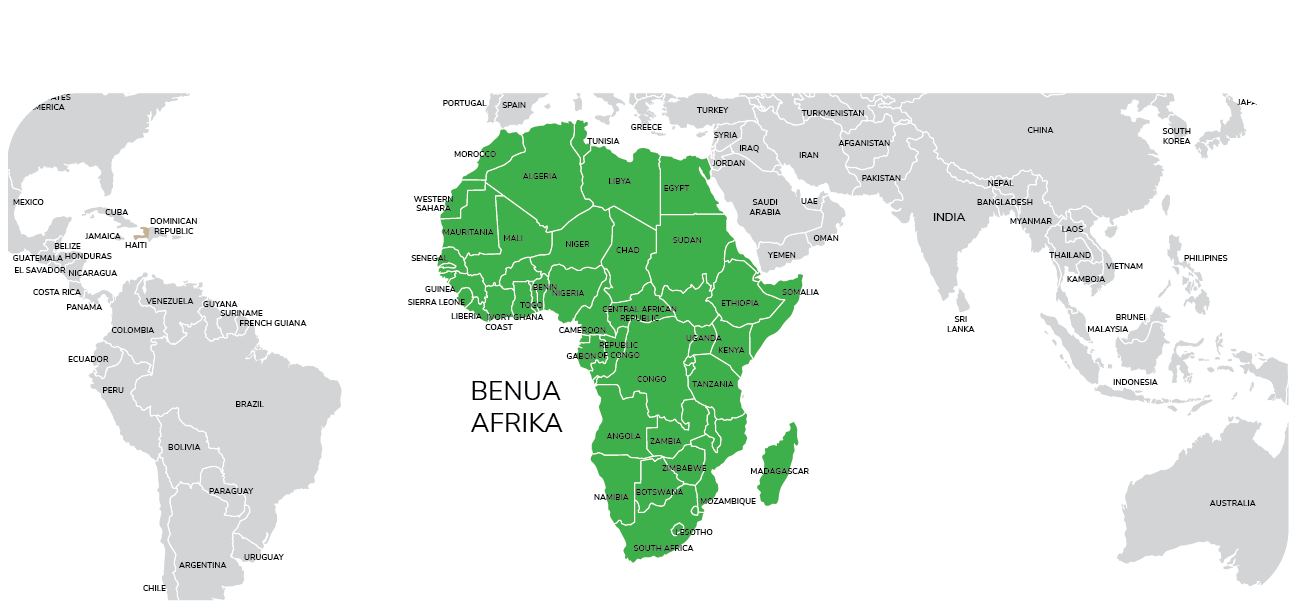 TES
MERICA
MEXICO
CUBA
JAMAICA
DOMINICAN
REPUBLIC
HAITI
BELIZE
GUATEMALA
HONDURAS
EL SAVADOR
NICARAGUA
COSTA RICA
PANAMA
VENEZUELA
GUYANA
SURINAME
FRENCH GUIANA
COLOMBIA
ECUADOR
PERU
BRAZIL
BOLIVIA
PARAGUAY
URUGUAY
ARGENTINA
CHILE
PORTUGAL
SPAIN
GREECE
TURKEY
SYRIA
IRAQ
JORDAN
IRAN
TURKMENISTAN
AFGANISTAN
PAKISTAN
SAUDI
ARABIA
UAE
OMAN
YEMEN
MOROCCO
TUNISIA
ALGERIA
LIBYA
EGYPT
WESTERN
SAHARA
MAURITANIA
MALI
NIGER
CHAD
SUDAN
SENEGAL
GUINEA
SIERRA LEONE
LIBERIA
IVORY
COAST
GHANA
TOGO
BENIN
NIGERIA
CAMEROON
CENTRAL AFRICAN
REPUBLIC
ETHIOPIA
SOMALIA
UGANDA
KENYA
GABON
REPUBLIC
OF CONGO
CONGO
TANZANIA
BENUA
AFRIKA
ANGOLA
ZAMBIA
ZIMBABWE
MADAGASCAR
NAMIBIA
BOTSWANA
MOZAMBIQUE
LESOTHO
SOUTH AFRICA
CHINA
SOUTH
KOREA
NEPAL
BANGLADESH
INDIA
MYANMAR
LAOS
THAILAND
VIETNAM
KAMBOJA
PHILIPINES
SRI
LANKA
BRUNEI
MALAYSIA
INDONESIA
AUSTRALIA